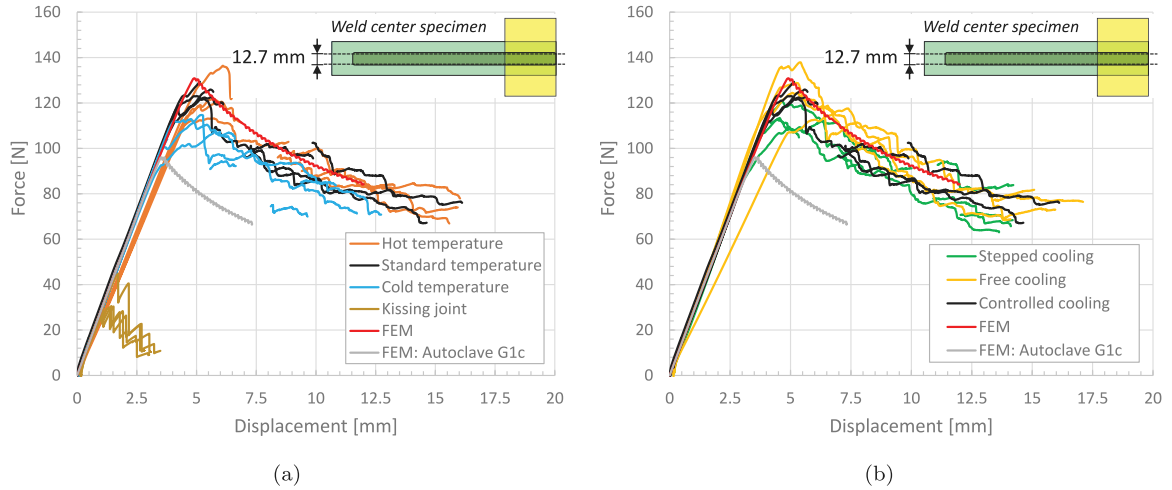 Weld center specimen
12.7 mm
Force [N]
160
140
120
100
80
60
40
20
0
Hot temperature
Standard temperature
Cold temperature
Kissing joint
FEM
FEM: Autoclave G1c
0 2.5 5 7.5 10 12.5 15 17.5 20
Displacement [mm]
(a)
Weld center specimen
12.7 mm
Force [N]
160
140
120
100
80
60
40
20
0
Stepped cooling
Free cooling
Controlled cooling
FEM
FEM: Autoclave G1c
0 2.5 5 7.5 10 12.5 15 17.5 20
Displacement [mm]
(b)